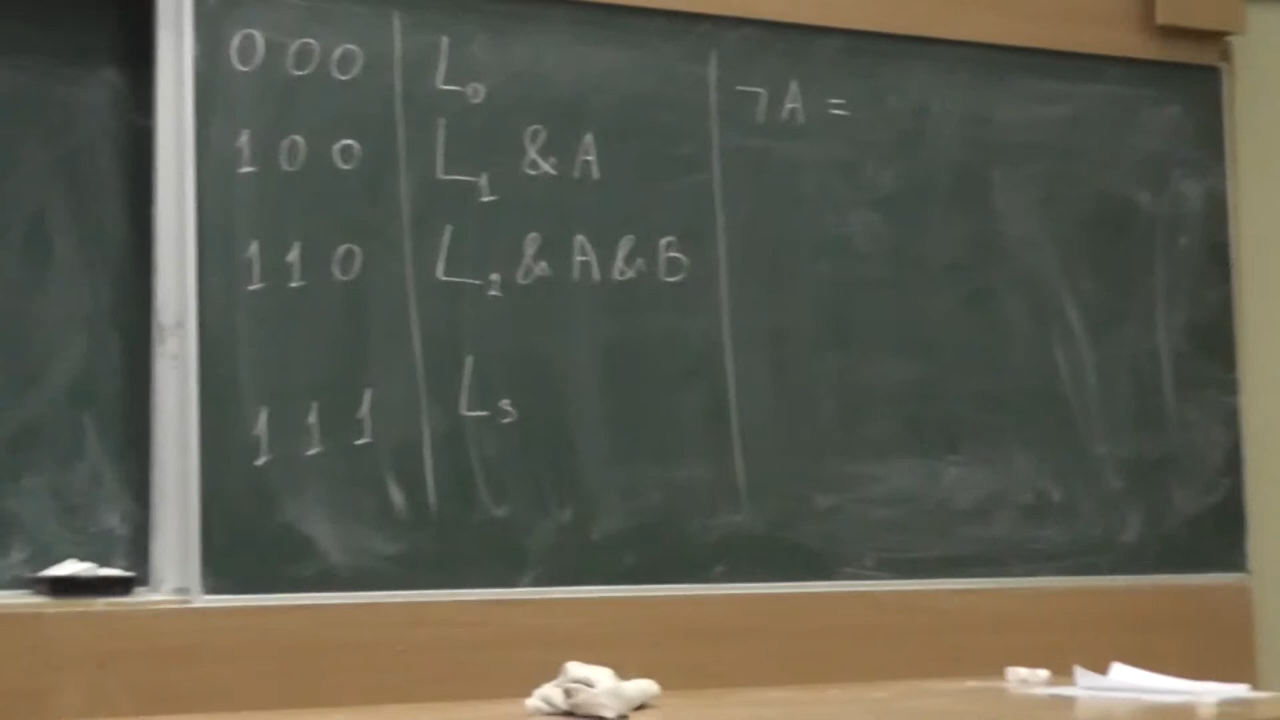 0 0 0 | L₀ | ¬A =
1 0 0 | L₁ & A
1 1 0 | L₂ & A & B
1 1 1 | L₃